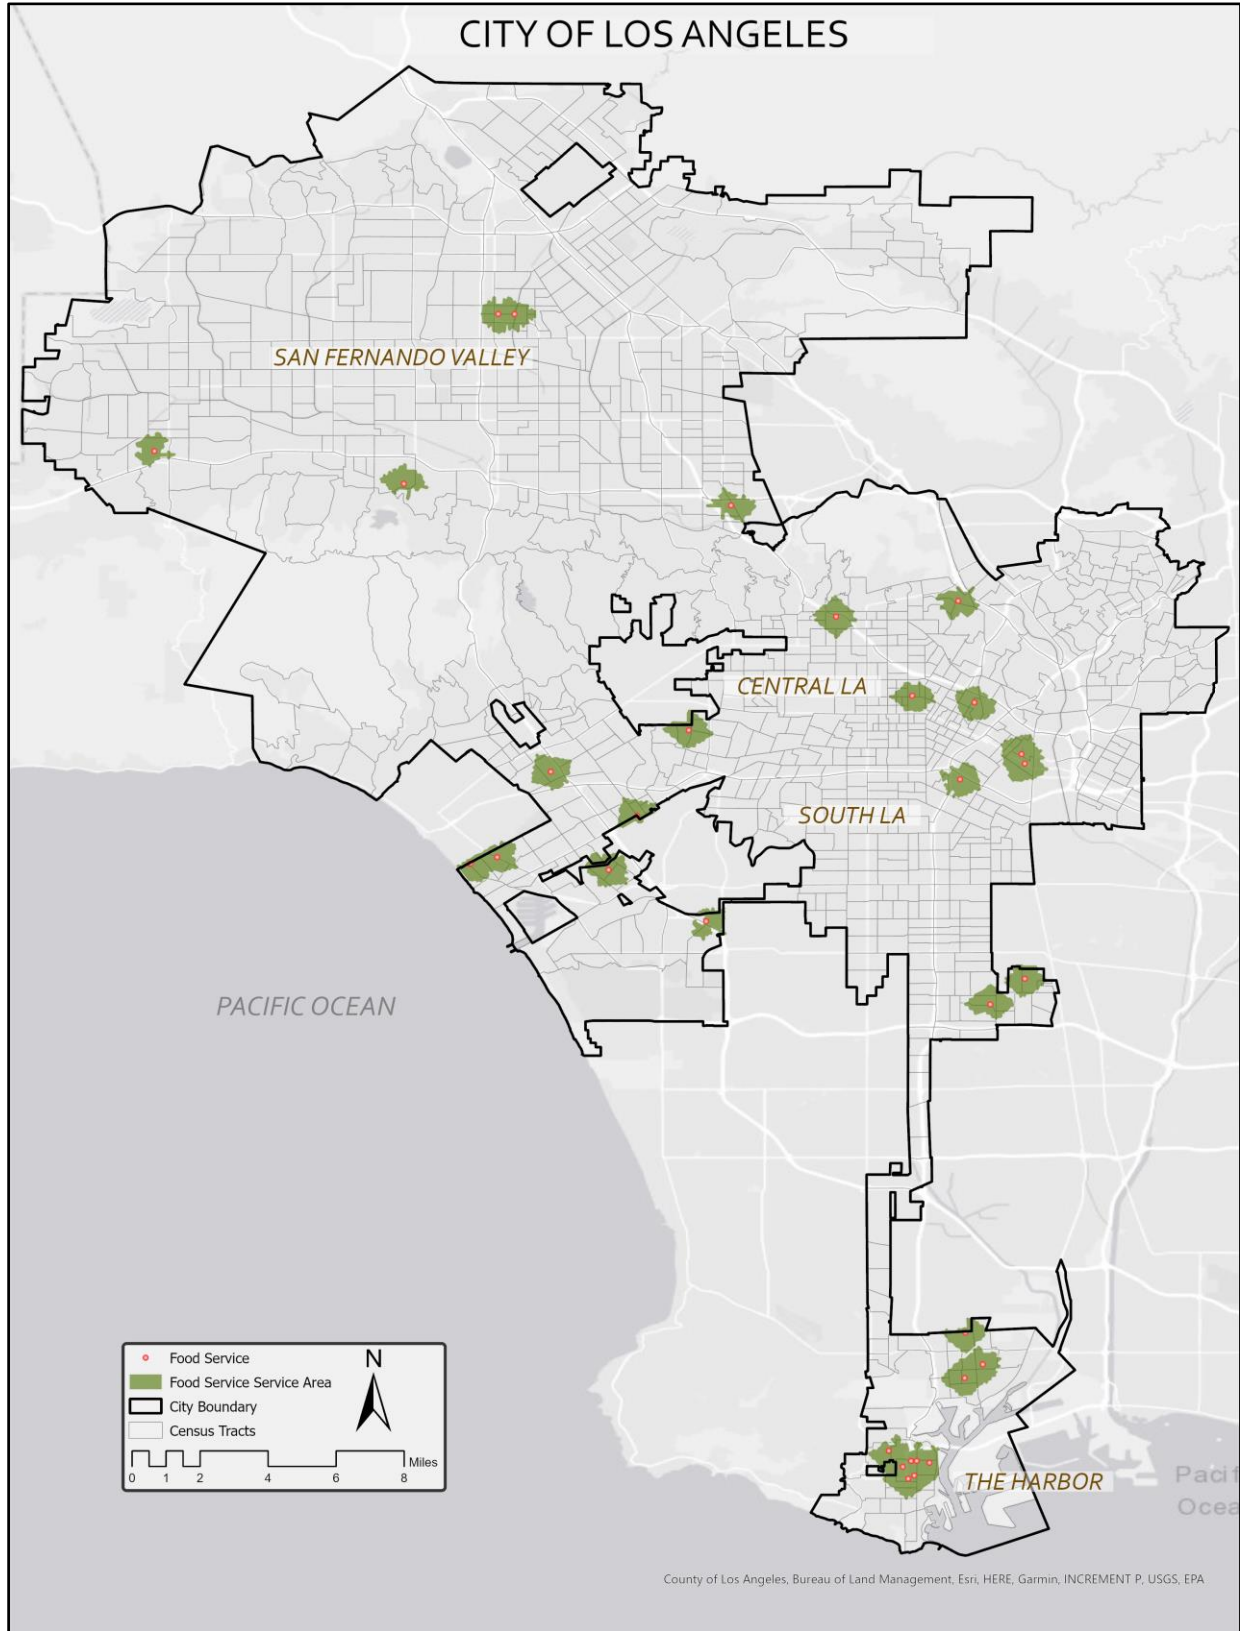 CITY OF LOS ANGELES
SAN FERNANDO VALLEY
CENTRAL LA
SOUTH LA
PACIFIC OCEAN
Food Service
Food Service Service Area
City Boundary
Census Tracts
N
Miles
0 1 2 4 6 8
THE HARBOR
Pacif
Ocea
County of Los Angeles, Bureau of Land Management, Esri, HERE, Garmin, INCREMENT P, USGS, EPA